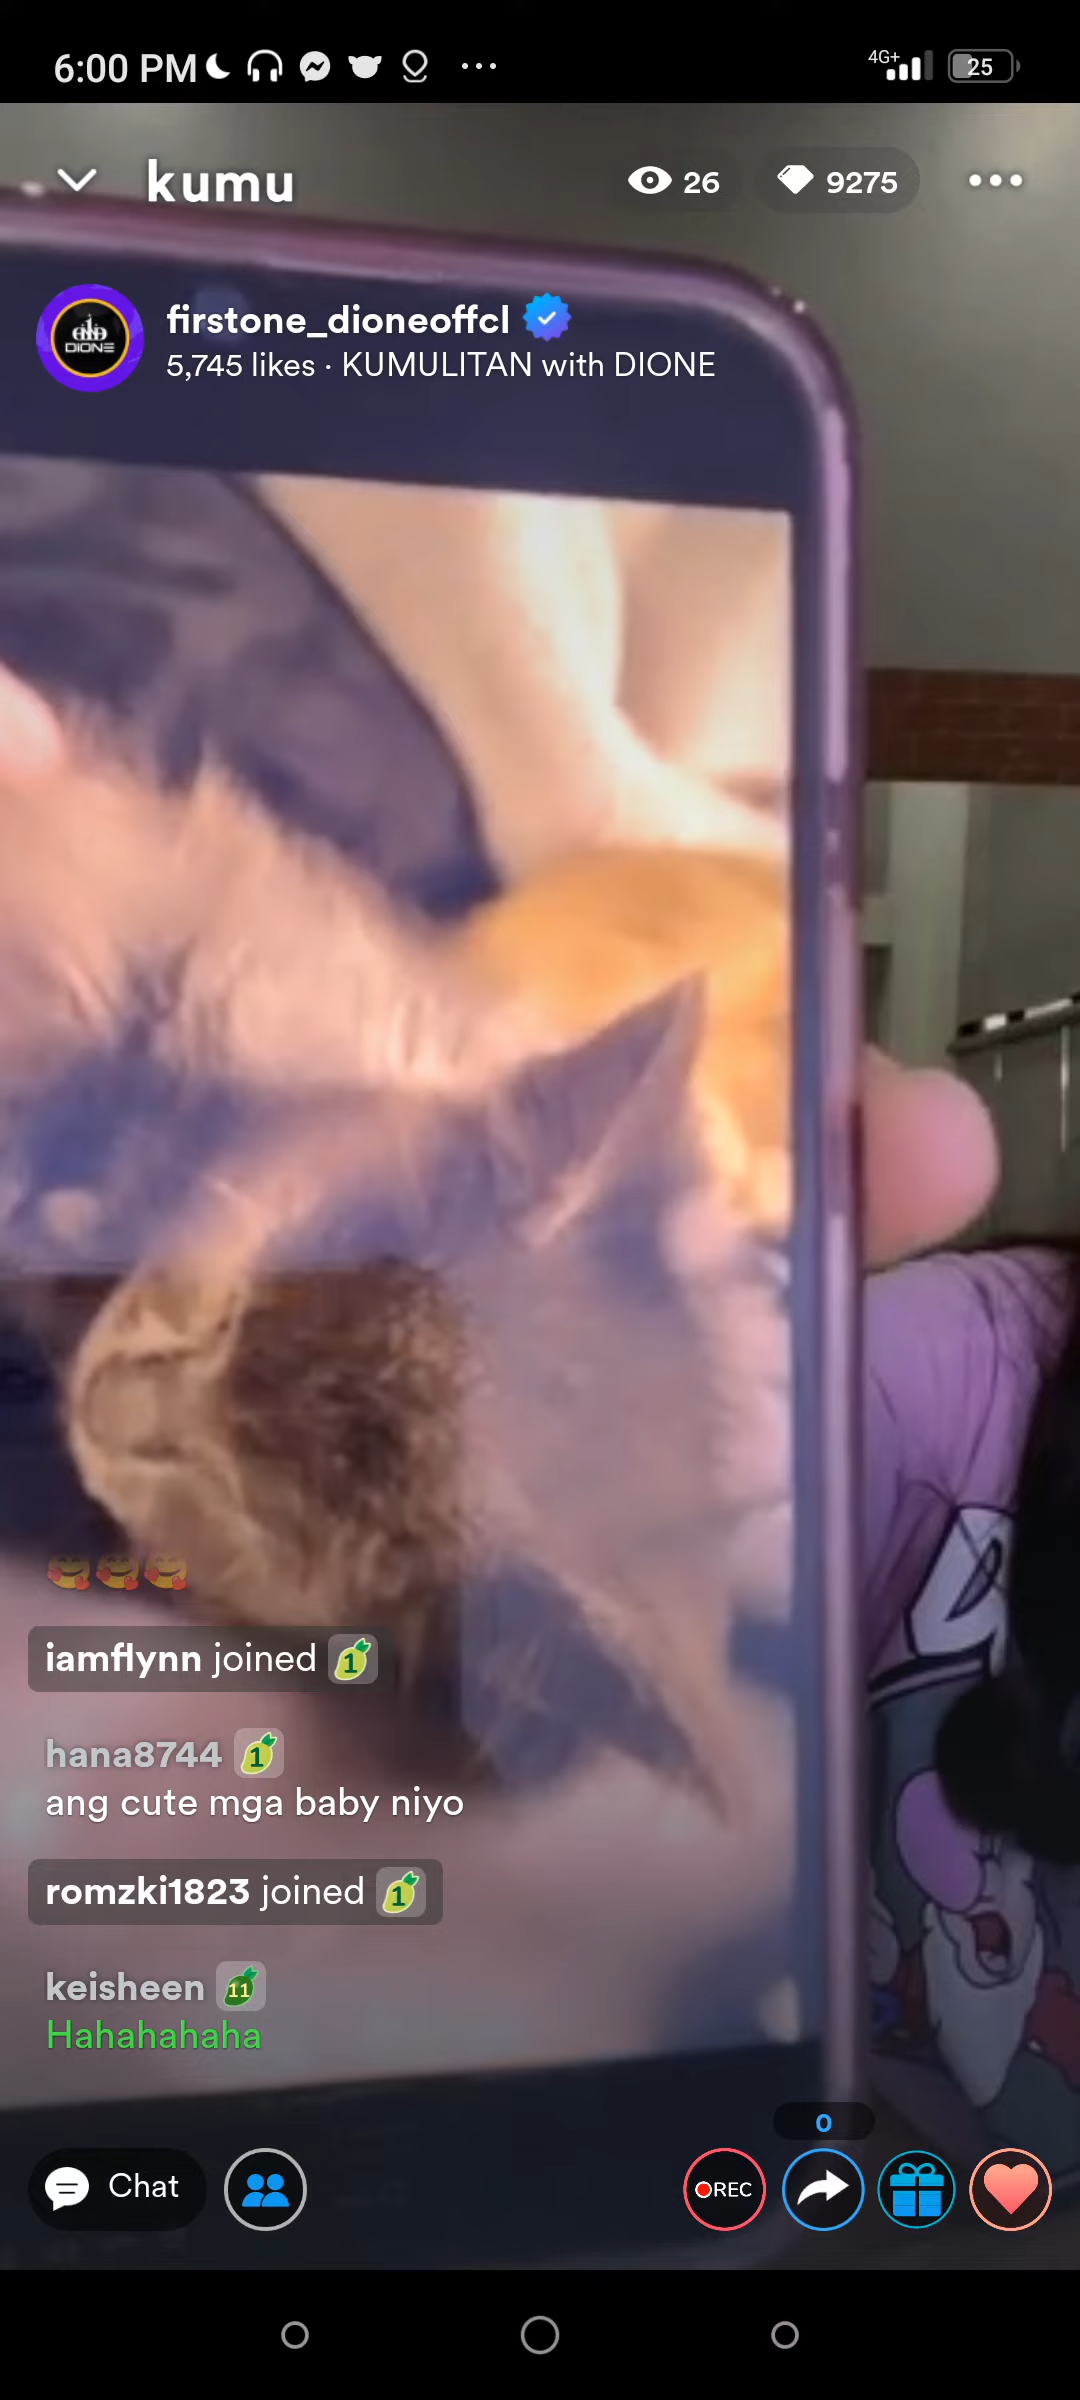 6:00 PM
4G+
25
kumu
26
9275
DIONE
firstone_dioneoffcl
5,745 likes · KUMULITAN with DIONE
iamflynn joined 1
hana8744 1
ang cute mga baby niyo
romzki1823 joined 1
keisheen 11
Hahahahaha
0
Chat
REC